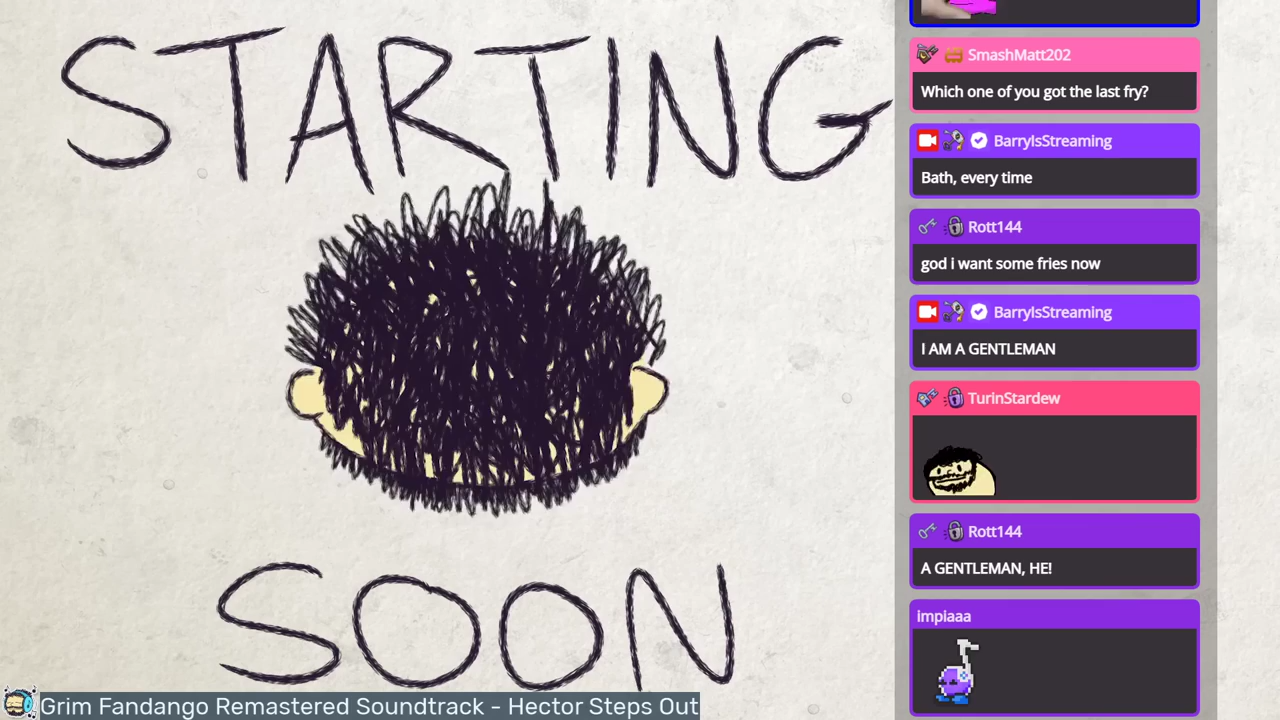 STARTING
SOON
Grim Fandango Remastered Soundtrack - Hector Steps Out
SmashMatt202
Which one of you got the last fry?
BarryIsStreaming
Bath, every time
Rott144
god i want some fries now
BarryIsStreaming
I AM A GENTLEMAN
TurinStardew
Rott144
A GENTLEMAN, HE!
impiaaa